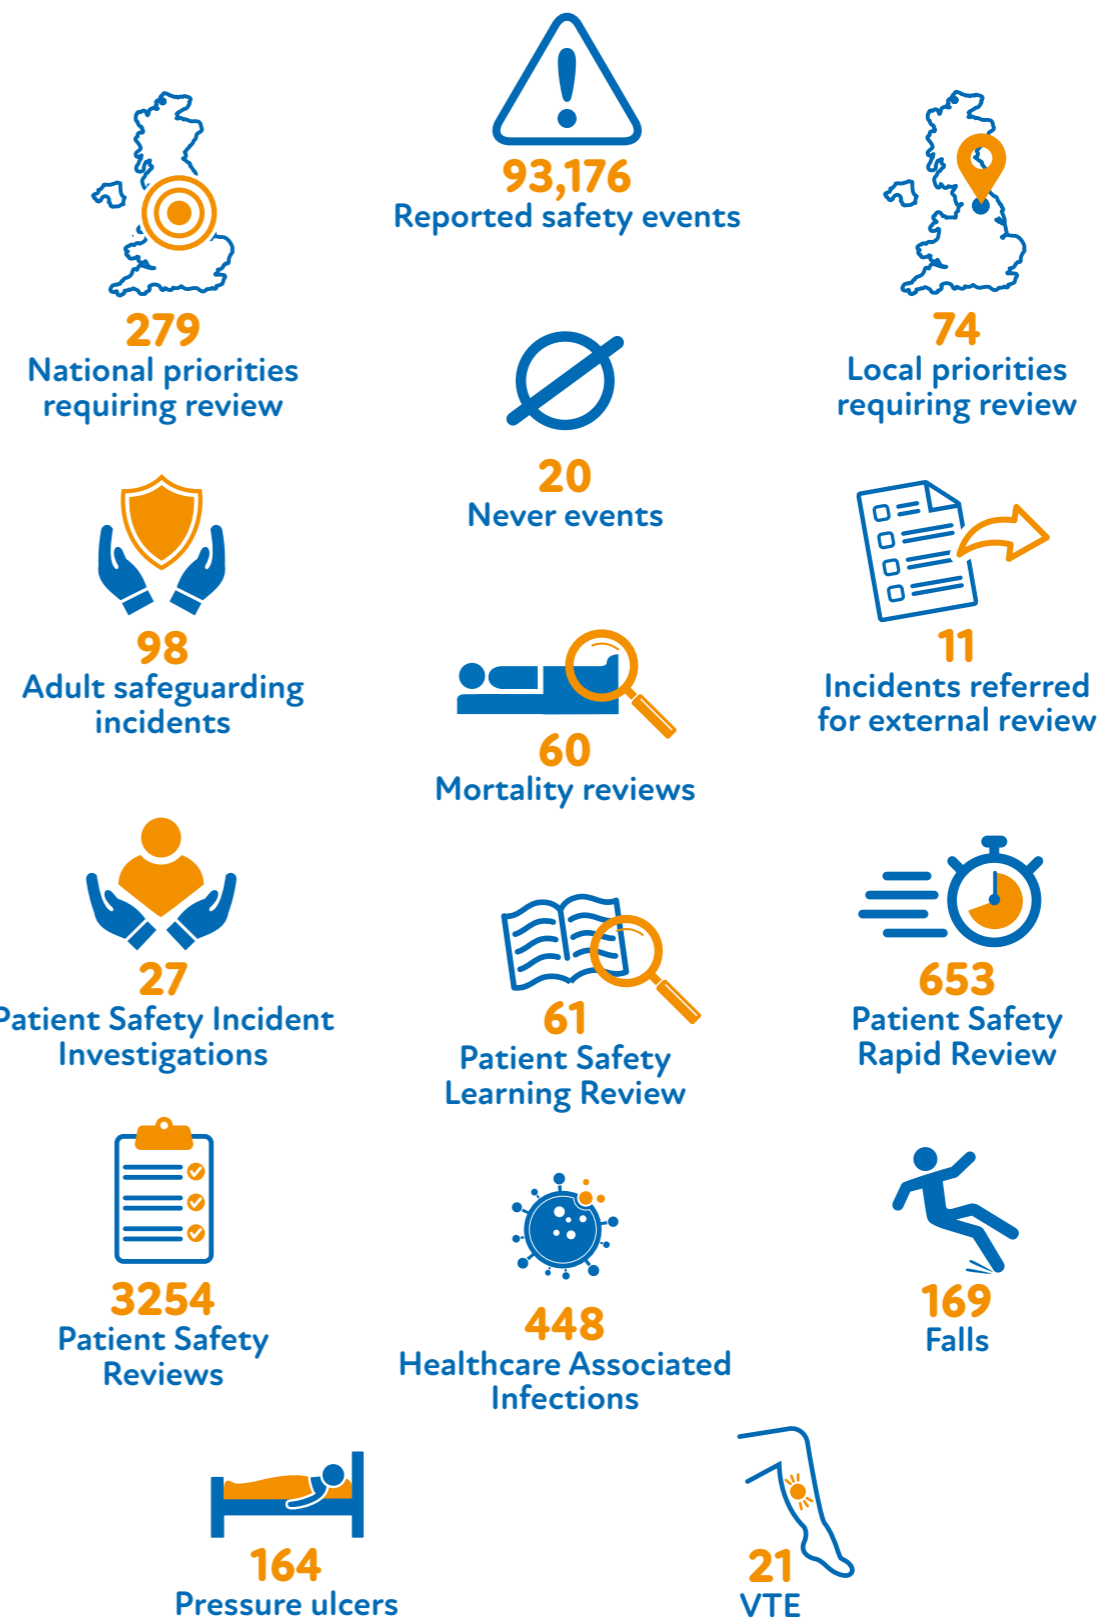 93,176
Reported safety events
279
National priorities
requiring review
74
Local priorities
requiring review
20
Never events
98
Adult safeguarding
incidents
11
Incidents referred
for external review
60
Mortality reviews
27
Patient Safety Incident
Investigations
61
Patient Safety
Learning Review
653
Patient Safety
Rapid Review
3254
Patient Safety
Reviews
448
Healthcare Associated
Infections
169
Falls
164
Pressure ulcers
21
VTE